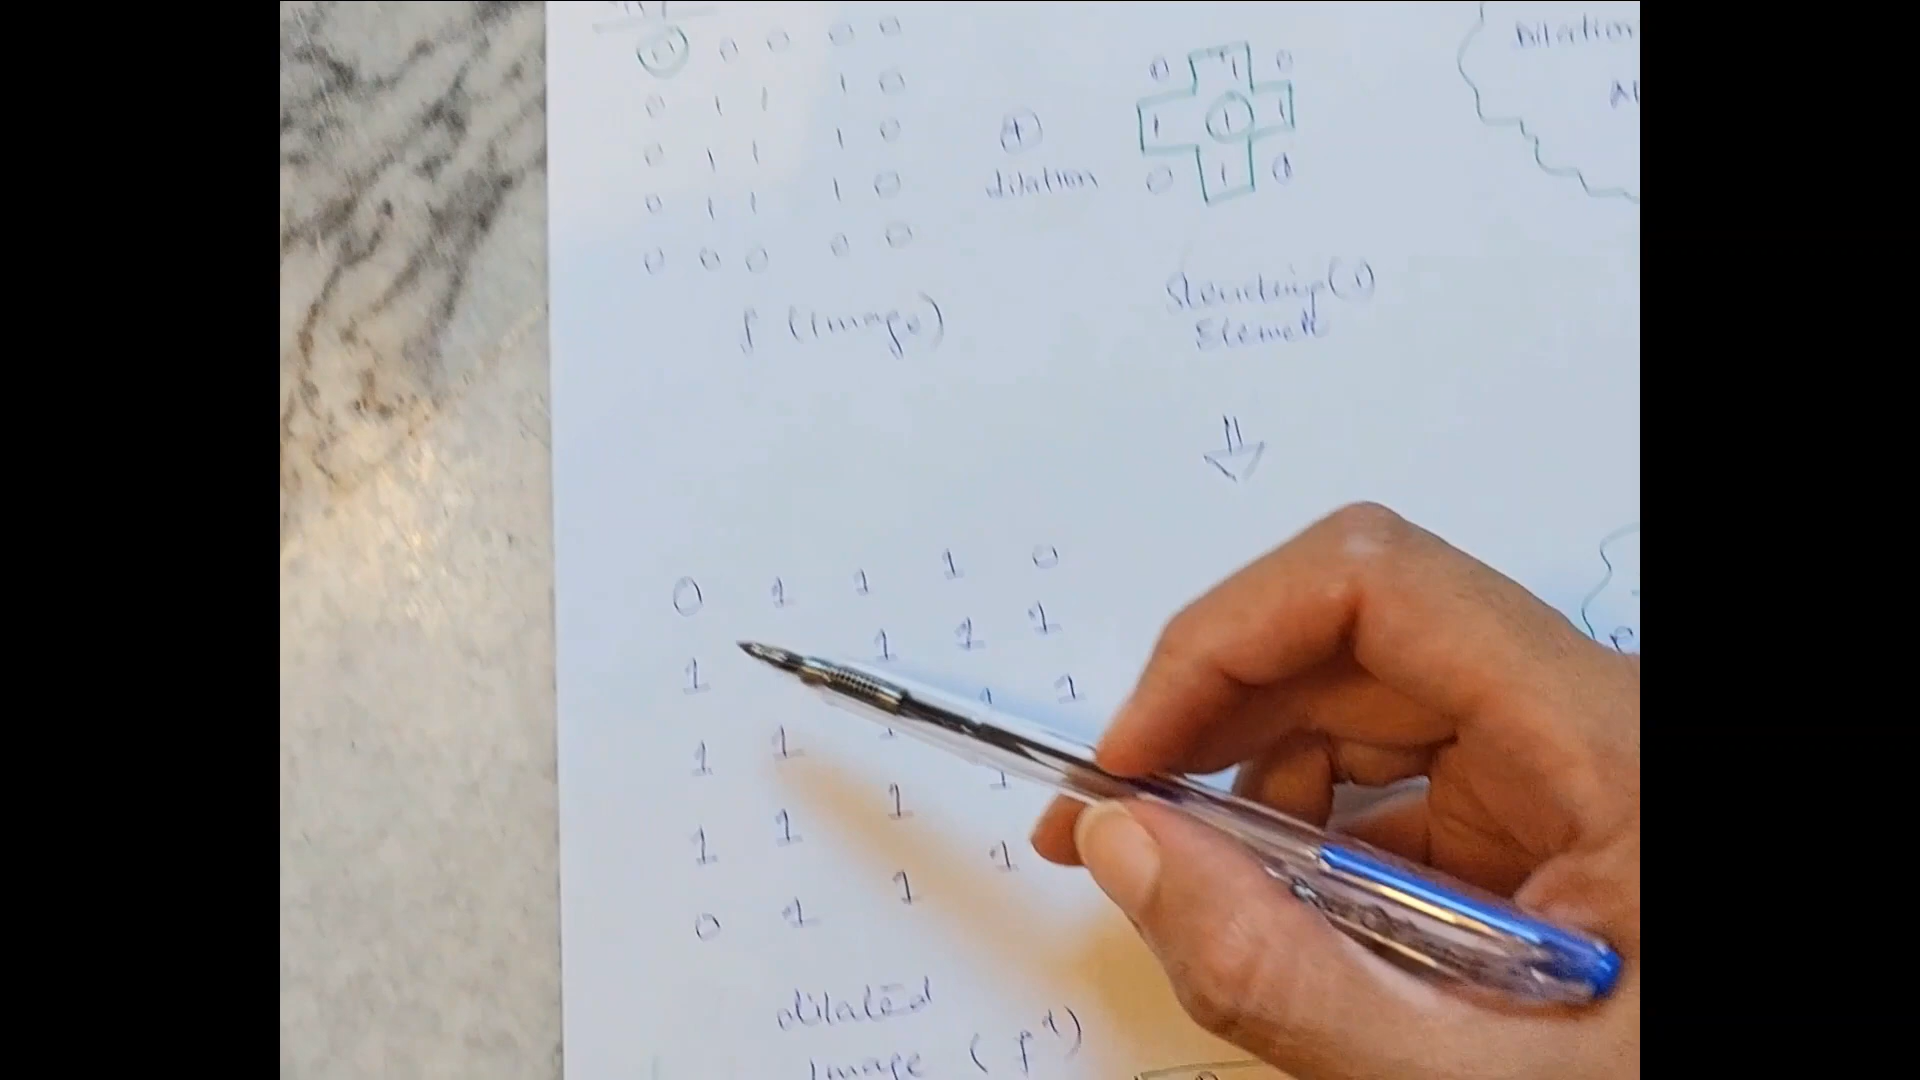 0 0 0 0 0
0 1 1 1 0
0 1 1 1 0
0 1 1 1 0
0 0 0 0 0
0 1 0
1 1 1
0 1 0
+
dilation
f (Image)
Structuring (1)
Element
0 1 1 1 0
1 1 1 1
1 1 1 1
1 1 1 1
0 1 1 1
dilated
image (f^d)